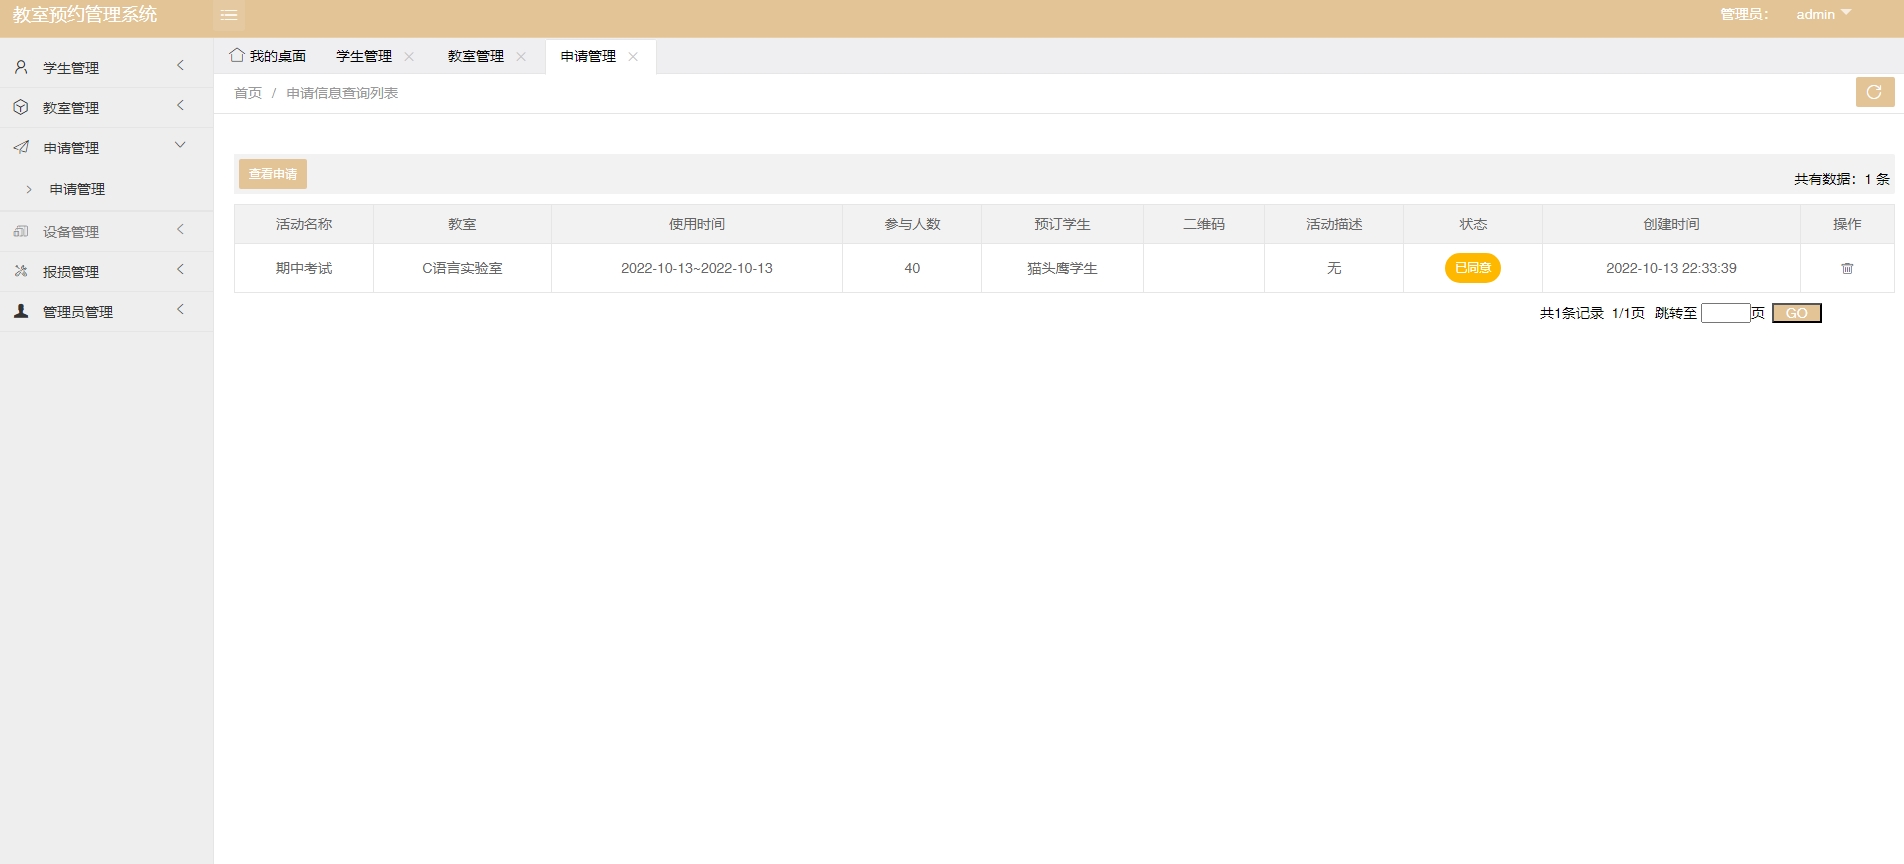 教室预约管理系统
管理员： admin
学生管理
教室管理
申请管理
申请管理
设备管理
报损管理
管理员管理
我的桌面 学生管理 教室管理 申请管理
首页 / 申请信息查询列表
查看申请
共有数据：1 条
活动名称 教室 使用时间 参与人数 预订学生 二维码 活动描述 状态 创建时间 操作
期中考试 C语言实验室 2022-10-13~2022-10-13 40 猫头鹰学生 无 已同意 2022-10-13 22:33:39
共1条记录 1/1页 跳转至 页 GO